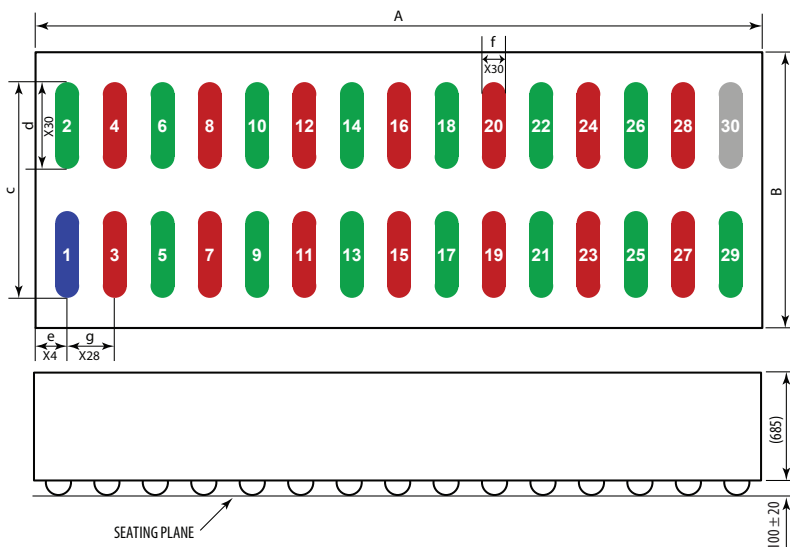 A
f
X30
2 4 6 8 10 12 14 16 18 20 22 24 26 28 30
d
X30
c
B
1 3 5 7 9 11 13 15 17 19 21 23 25 27 29
e g
X4 X28
(685)
SEATING PLANE
100 ± 20